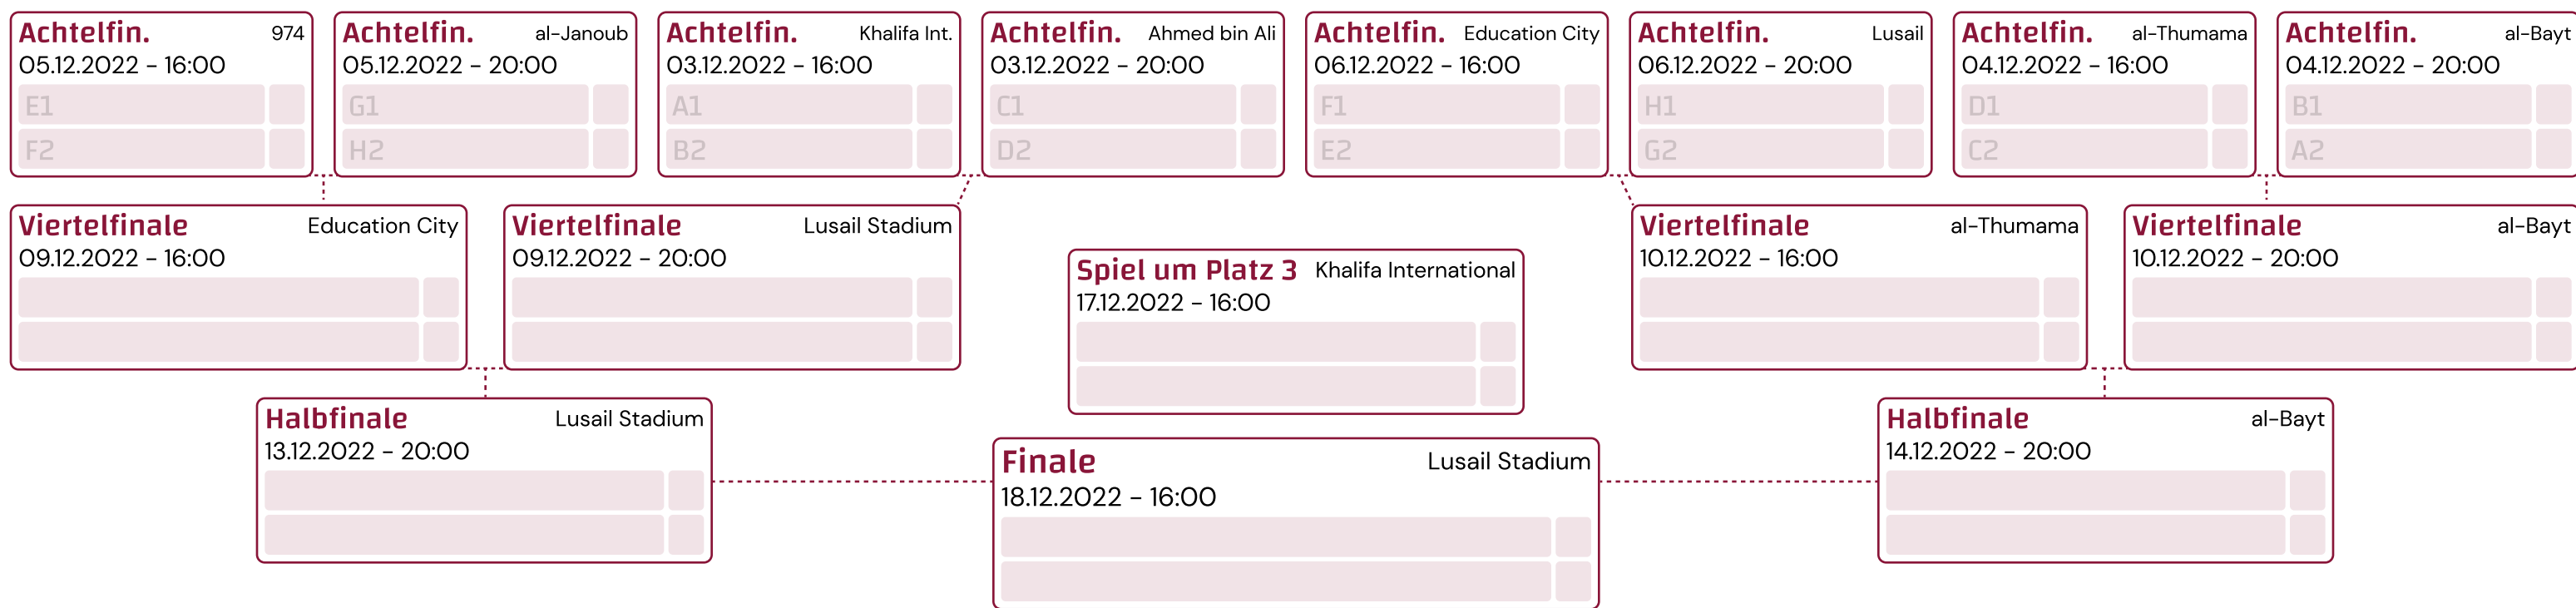 Achtelfin. 974
05.12.2022 - 16:00
E1
F2
Achtelfin. al-Janoub
05.12.2022 - 20:00
G1
H2
Achtelfin. Khalifa Int.
03.12.2022 - 16:00
A1
B2
Achtelfin. Ahmed bin Ali
03.12.2022 - 20:00
C1
D2
Achtelfin. Education City
06.12.2022 - 16:00
F1
E2
Achtelfin. Lusail
06.12.2022 - 20:00
H1
G2
Achtelfin. al-Thumama
04.12.2022 - 16:00
D1
C2
Achtelfin. al-Bayt
04.12.2022 - 20:00
B1
A2
Viertelfinale Education City
09.12.2022 - 16:00
Viertelfinale Lusail Stadium
09.12.2022 - 20:00
Spiel um Platz 3 Khalifa International
17.12.2022 - 16:00
Viertelfinale al-Thumama
10.12.2022 - 16:00
Viertelfinale al-Bayt
10.12.2022 - 20:00
Halbfinale Lusail Stadium
13.12.2022 - 20:00
Finale Lusail Stadium
18.12.2022 - 16:00
Halbfinale al-Bayt
14.12.2022 - 20:00